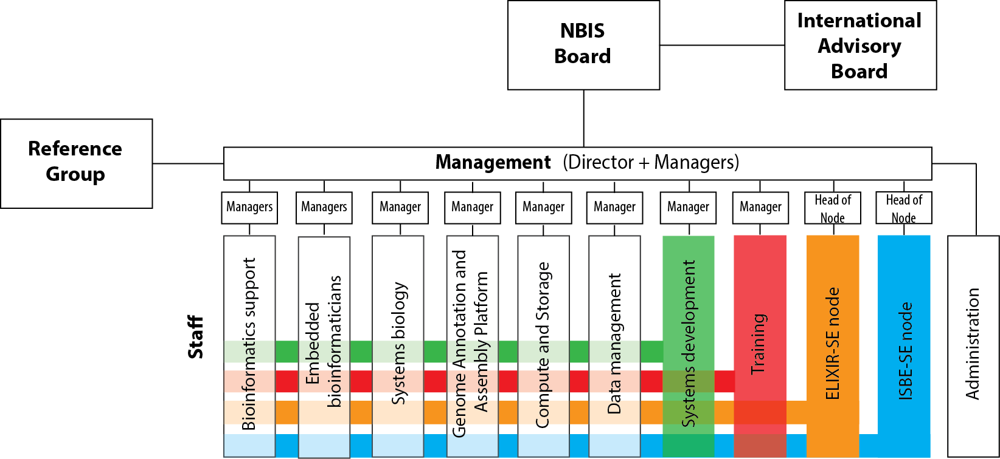 NBIS
Board
International
Advisory
Board
Reference
Group
Management (Director + Managers)
Managers
Managers
Manager
Manager
Manager
Manager
Manager
Manager
Head of
Node
Head of
Node
Staff
Bioinformatics support
Embedded
bioinformaticians
Systems biology
Genome Annotation and
Assembly Platform
Compute and Storage
Data management
Systems development
Training
ELIXIR-SE node
ISBE-SE node
Administration